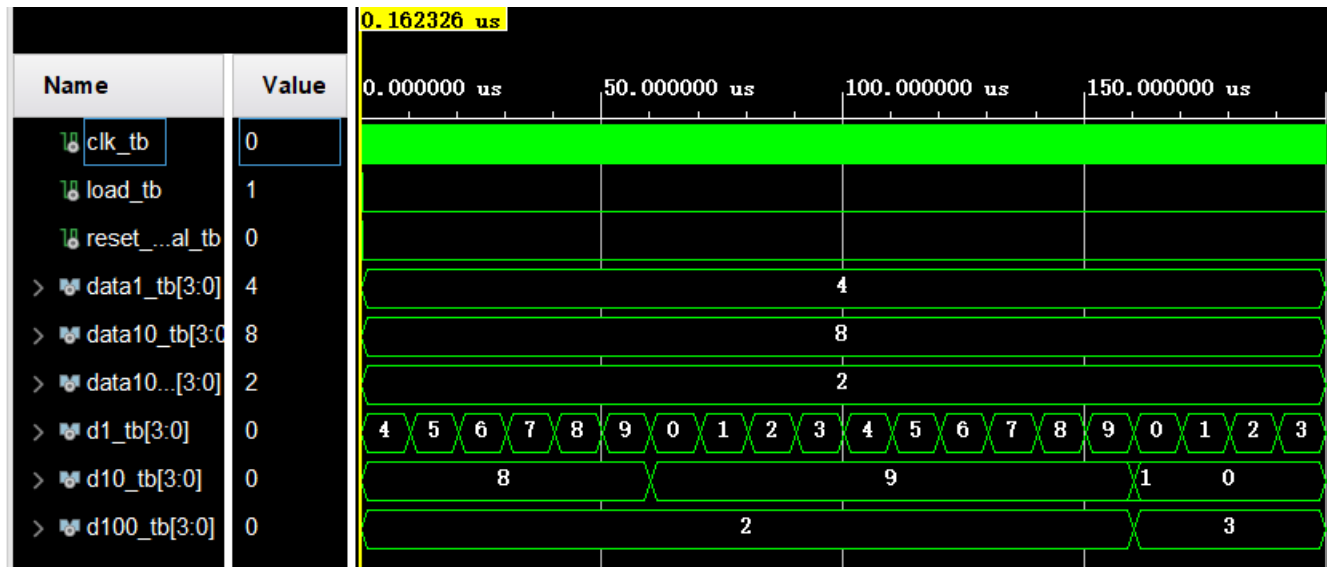 0.162326 us
Name Value 0.000000 us 50.000000 us 100.000000 us 150.000000 us
clk_tb 0
load_tb 1
reset_...al_tb 0
data1_tb[3:0] 4 4
data10_tb[3:0 8 8
data10...[3:0] 2 2
d1_tb[3:0] 0 4 5 6 7 8 9 0 1 2 3 4 5 6 7 8 9 0 1 2 3
d10_tb[3:0] 0 8 9 1 0
d100_tb[3:0] 0 2 3